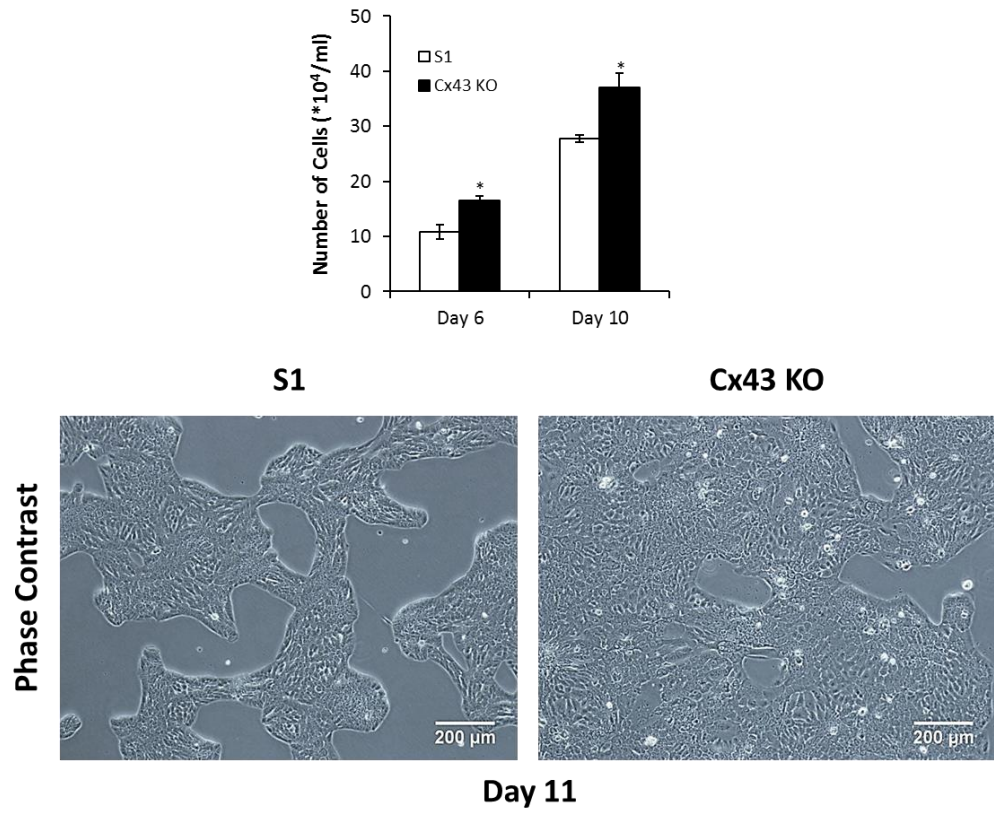 50
40
30
20
10
0
Number of Cells (*10⁴/ml)
S1
Cx43 KO
*
*
Day 6
Day 10
S1
Cx43 KO
Phase Contrast
200 μm
200 μm
Day 11